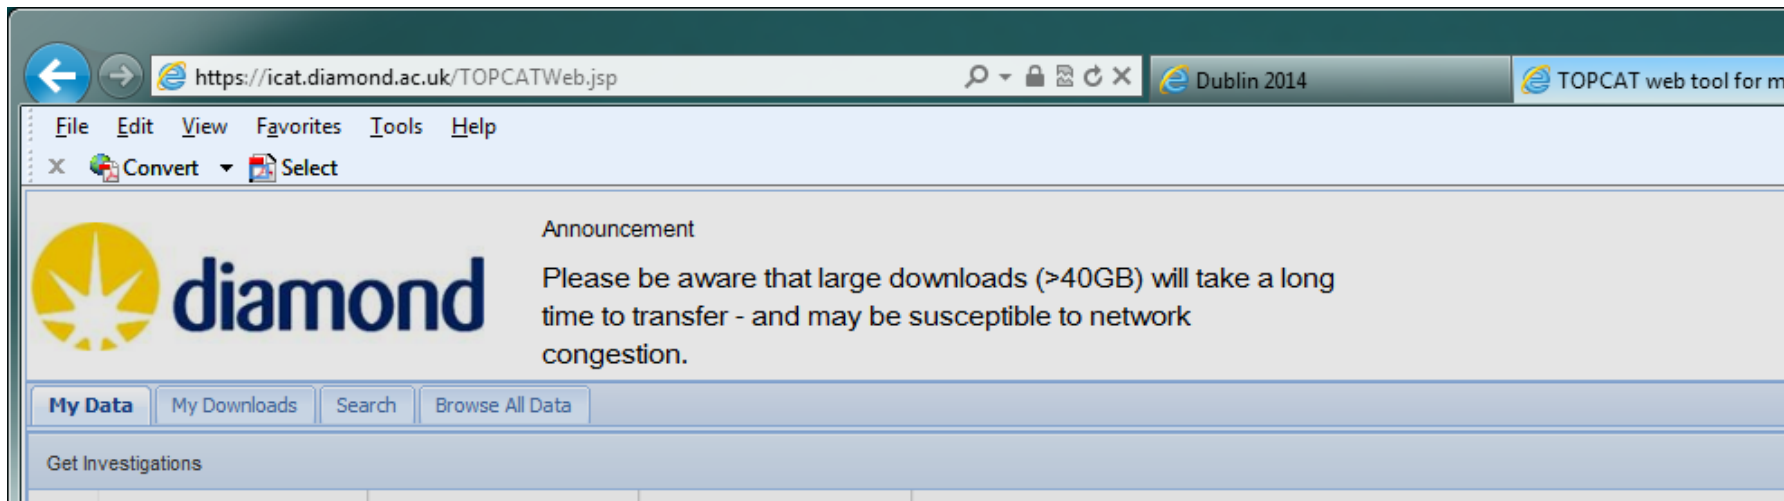 https://icat.diamond.ac.uk/TOPCATWeb.jsp Dublin 2014 TOPCAT web tool for m
File Edit View Favorites Tools Help
Convert Select
diamond
Announcement
Please be aware that large downloads (>40GB) will take a long
time to transfer - and may be susceptible to network
congestion.
My Data My Downloads Search Browse All Data
Get Investigations